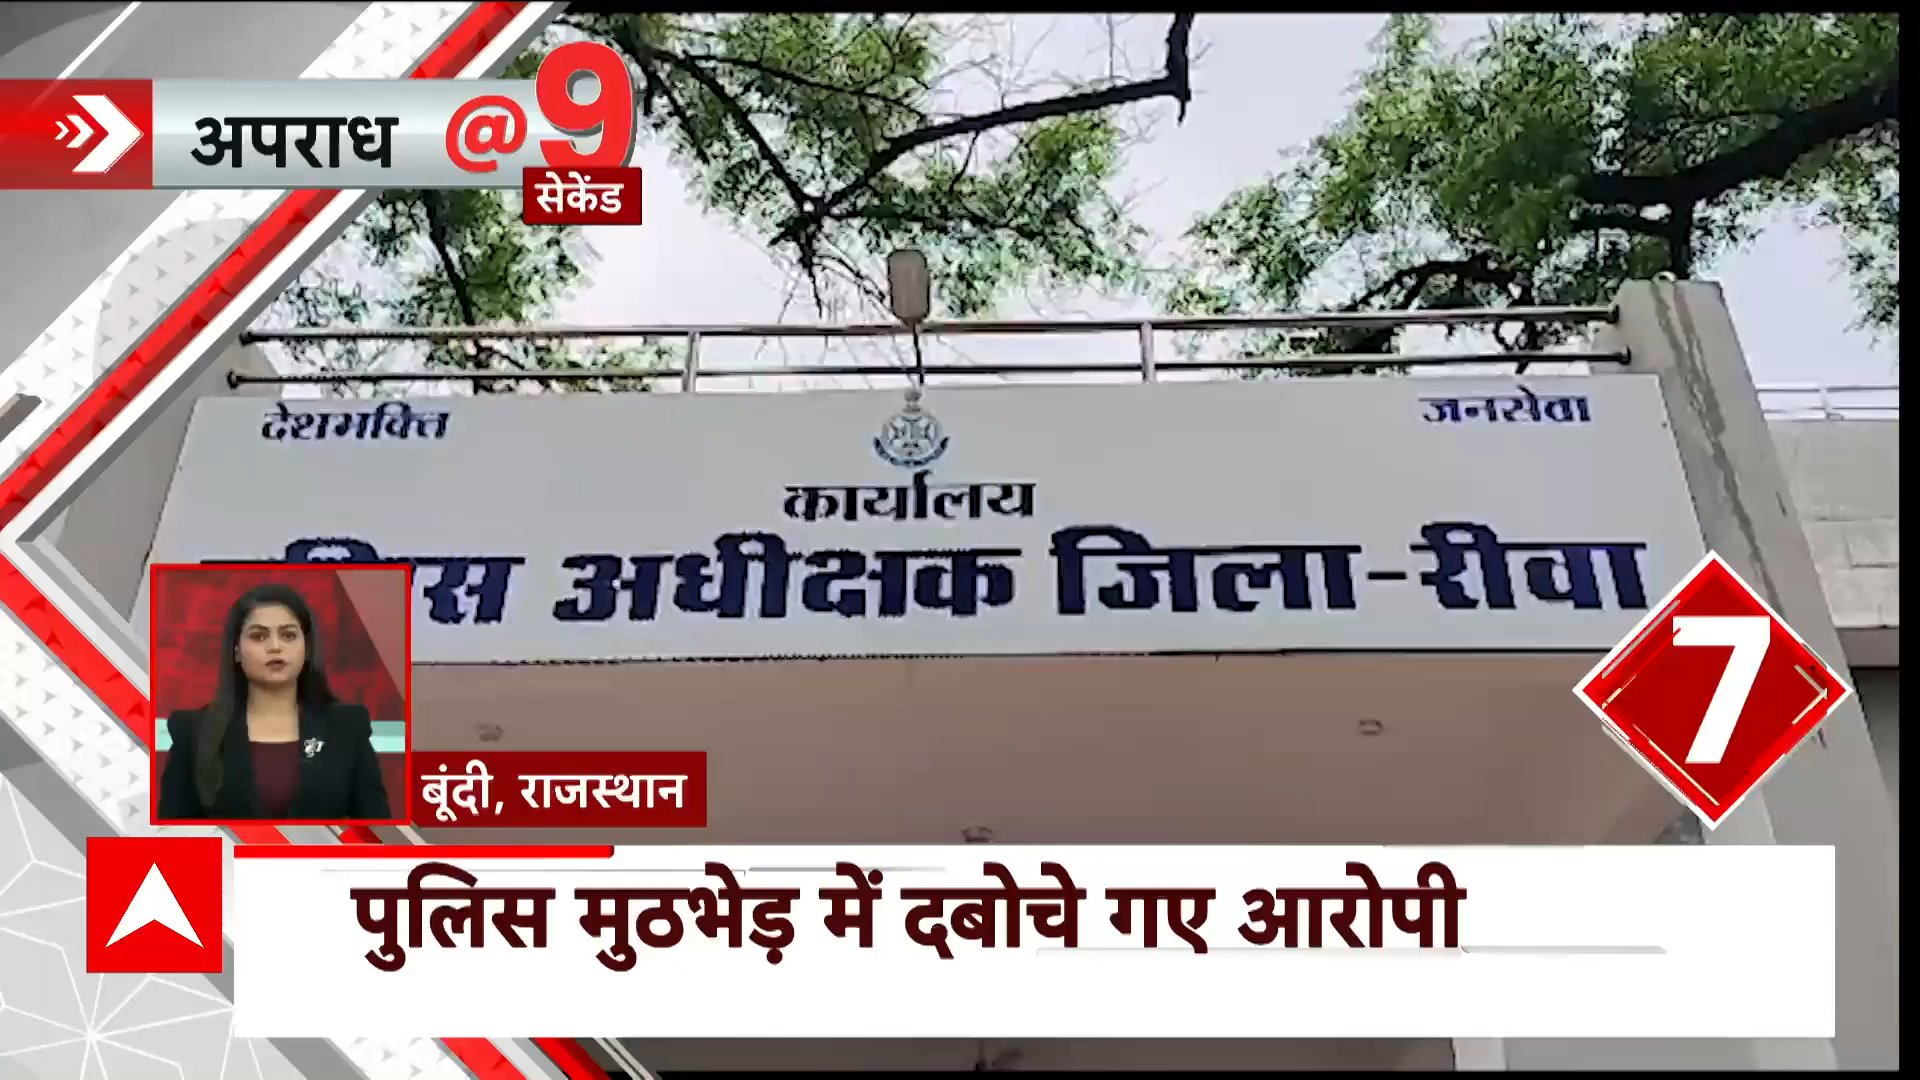 अपराध @9
सेकेंड
देशभक्ति
जनसेवा
कार्यालय
अधीक्षक जिला-रीवा
7
बूंदी, राजस्थान
पुलिस मुठभेड़ में दबोचे गए आरोपी